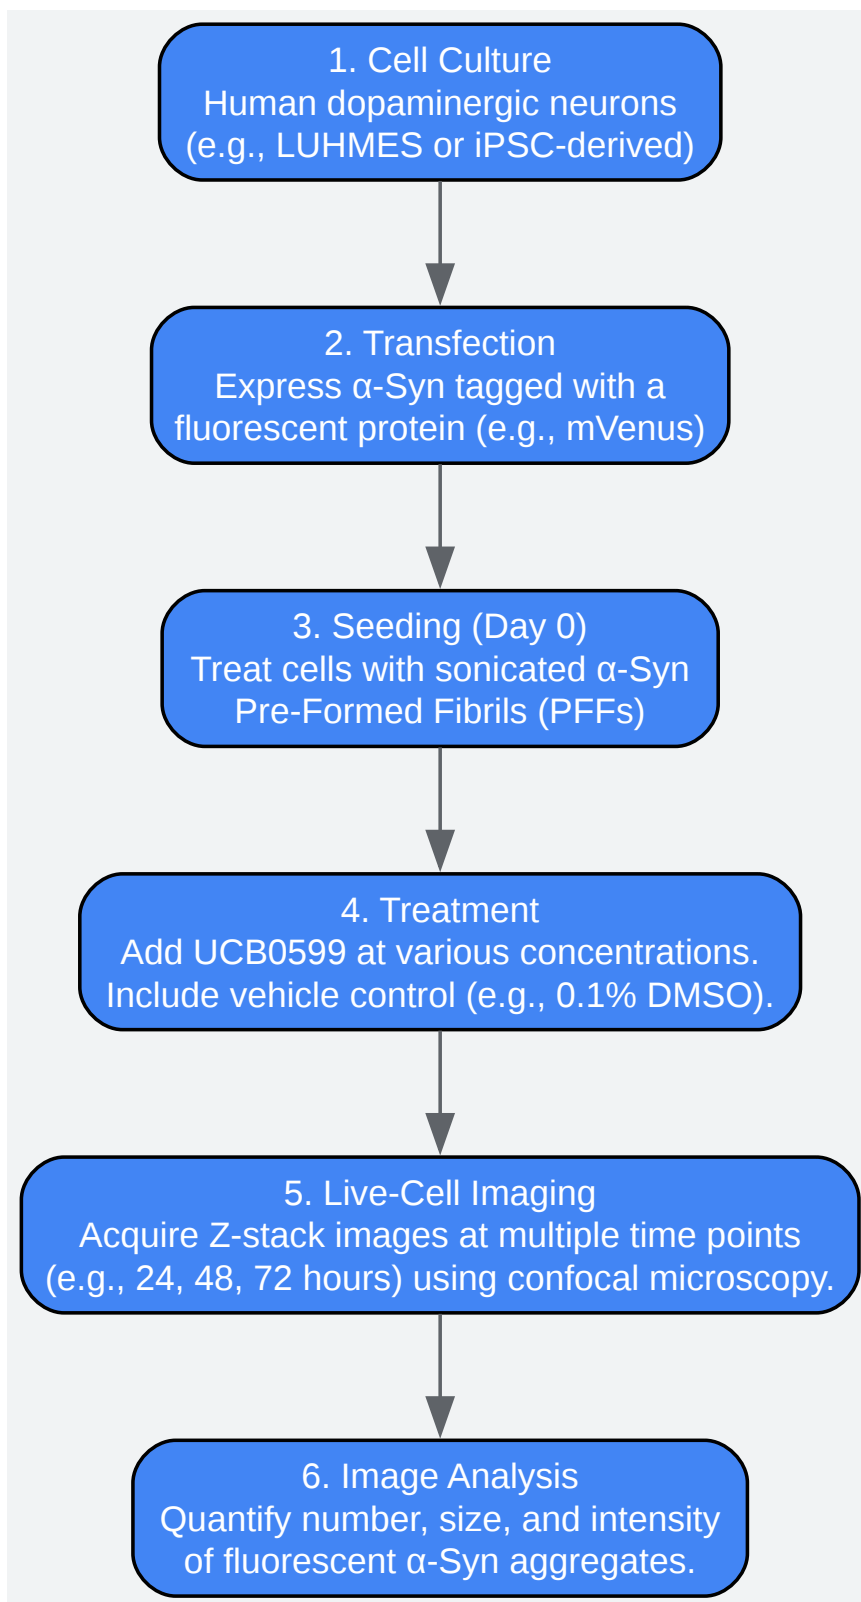 1. Cell Culture
Human dopaminergic neurons
(e.g., LUHMES or iPSC-derived)
2. Transfection
Express α-Syn tagged with a
fluorescent protein (e.g., mVenus)
3. Seeding (Day 0)
Treat cells with sonicated α-Syn
Pre-Formed Fibrils (PFFs)
4. Treatment
Add UCB0599 at various concentrations.
Include vehicle control (e.g., 0.1% DMSO).
5. Live-Cell Imaging
Acquire Z-stack images at multiple time points
(e.g., 24, 48, 72 hours) using confocal microscopy.
6. Image Analysis
Quantify number, size, and intensity
of fluorescent α-Syn aggregates.